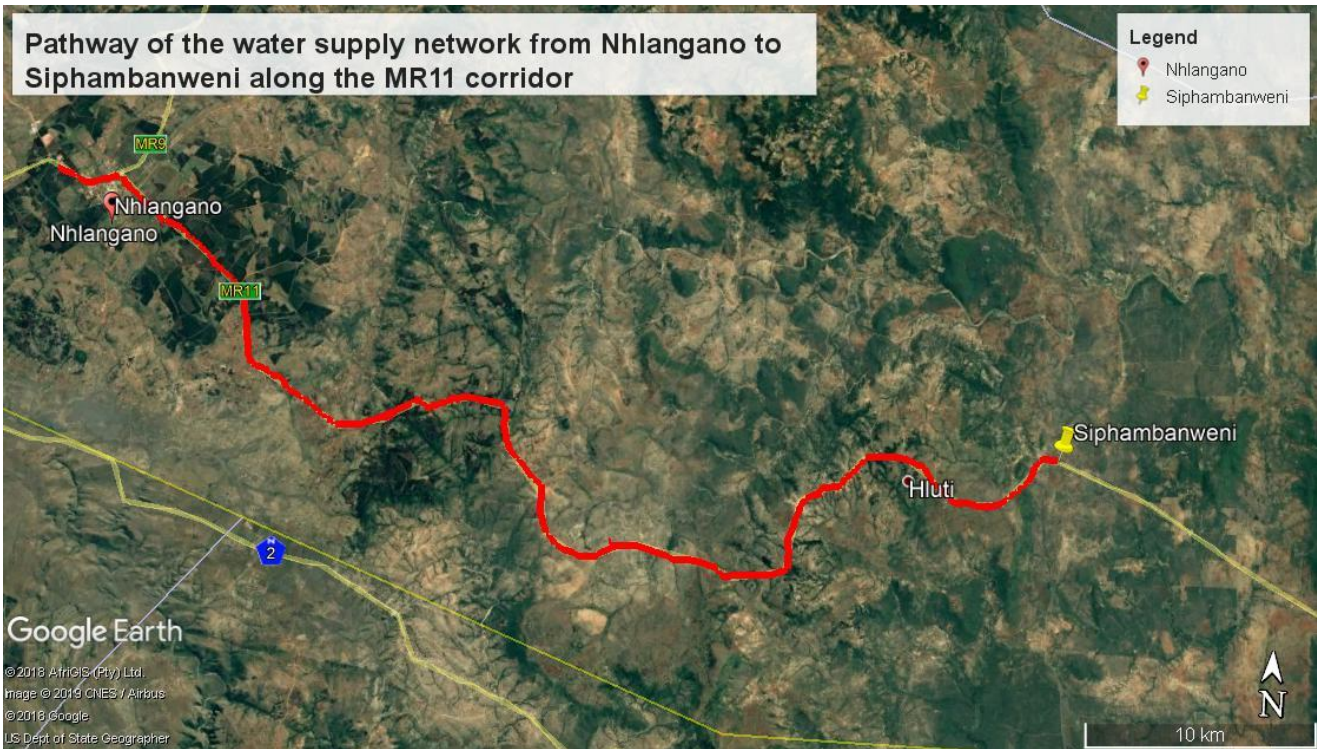 Pathway of the water supply network from Nhlangano to
Siphambanweni along the MR11 corridor
Legend
Nhlangano
Siphambanweni
MR9
Nhlangano
Nhlangano
MR11
Siphambanweni
Hluti
N
2
Google Earth
© 2018 AfriGIS (Pty) Ltd.
Image © 2019 CNES / Airbus
© 2018 Google
US Dept of State Geographer
N
10 km